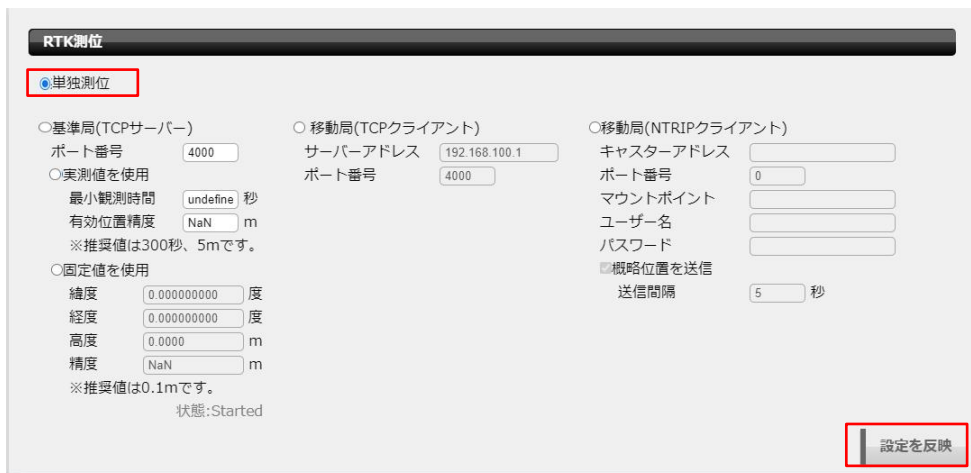 RTK測位
単独測位
基準局(TCPサーバー)
ポート番号 4000
実測値を使用
最小観測時間 undefine 秒
有効位置精度 NaN m
※推奨値は300秒、5mです。
固定値を使用
緯度 0.000000000 度
経度 0.000000000 度
高度 0.0000 m
精度 NaN m
※推奨値は0.1mです。
状態:Started
移動局(TCPクライアント)
サーバーアドレス 192.168.100.1
ポート番号 4000
移動局(NTRIPクライアント)
キャスターアドレス
ポート番号 0
マウントポイント
ユーザー名
パスワード
概略位置を送信
送信間隔 5 秒
設定を反映